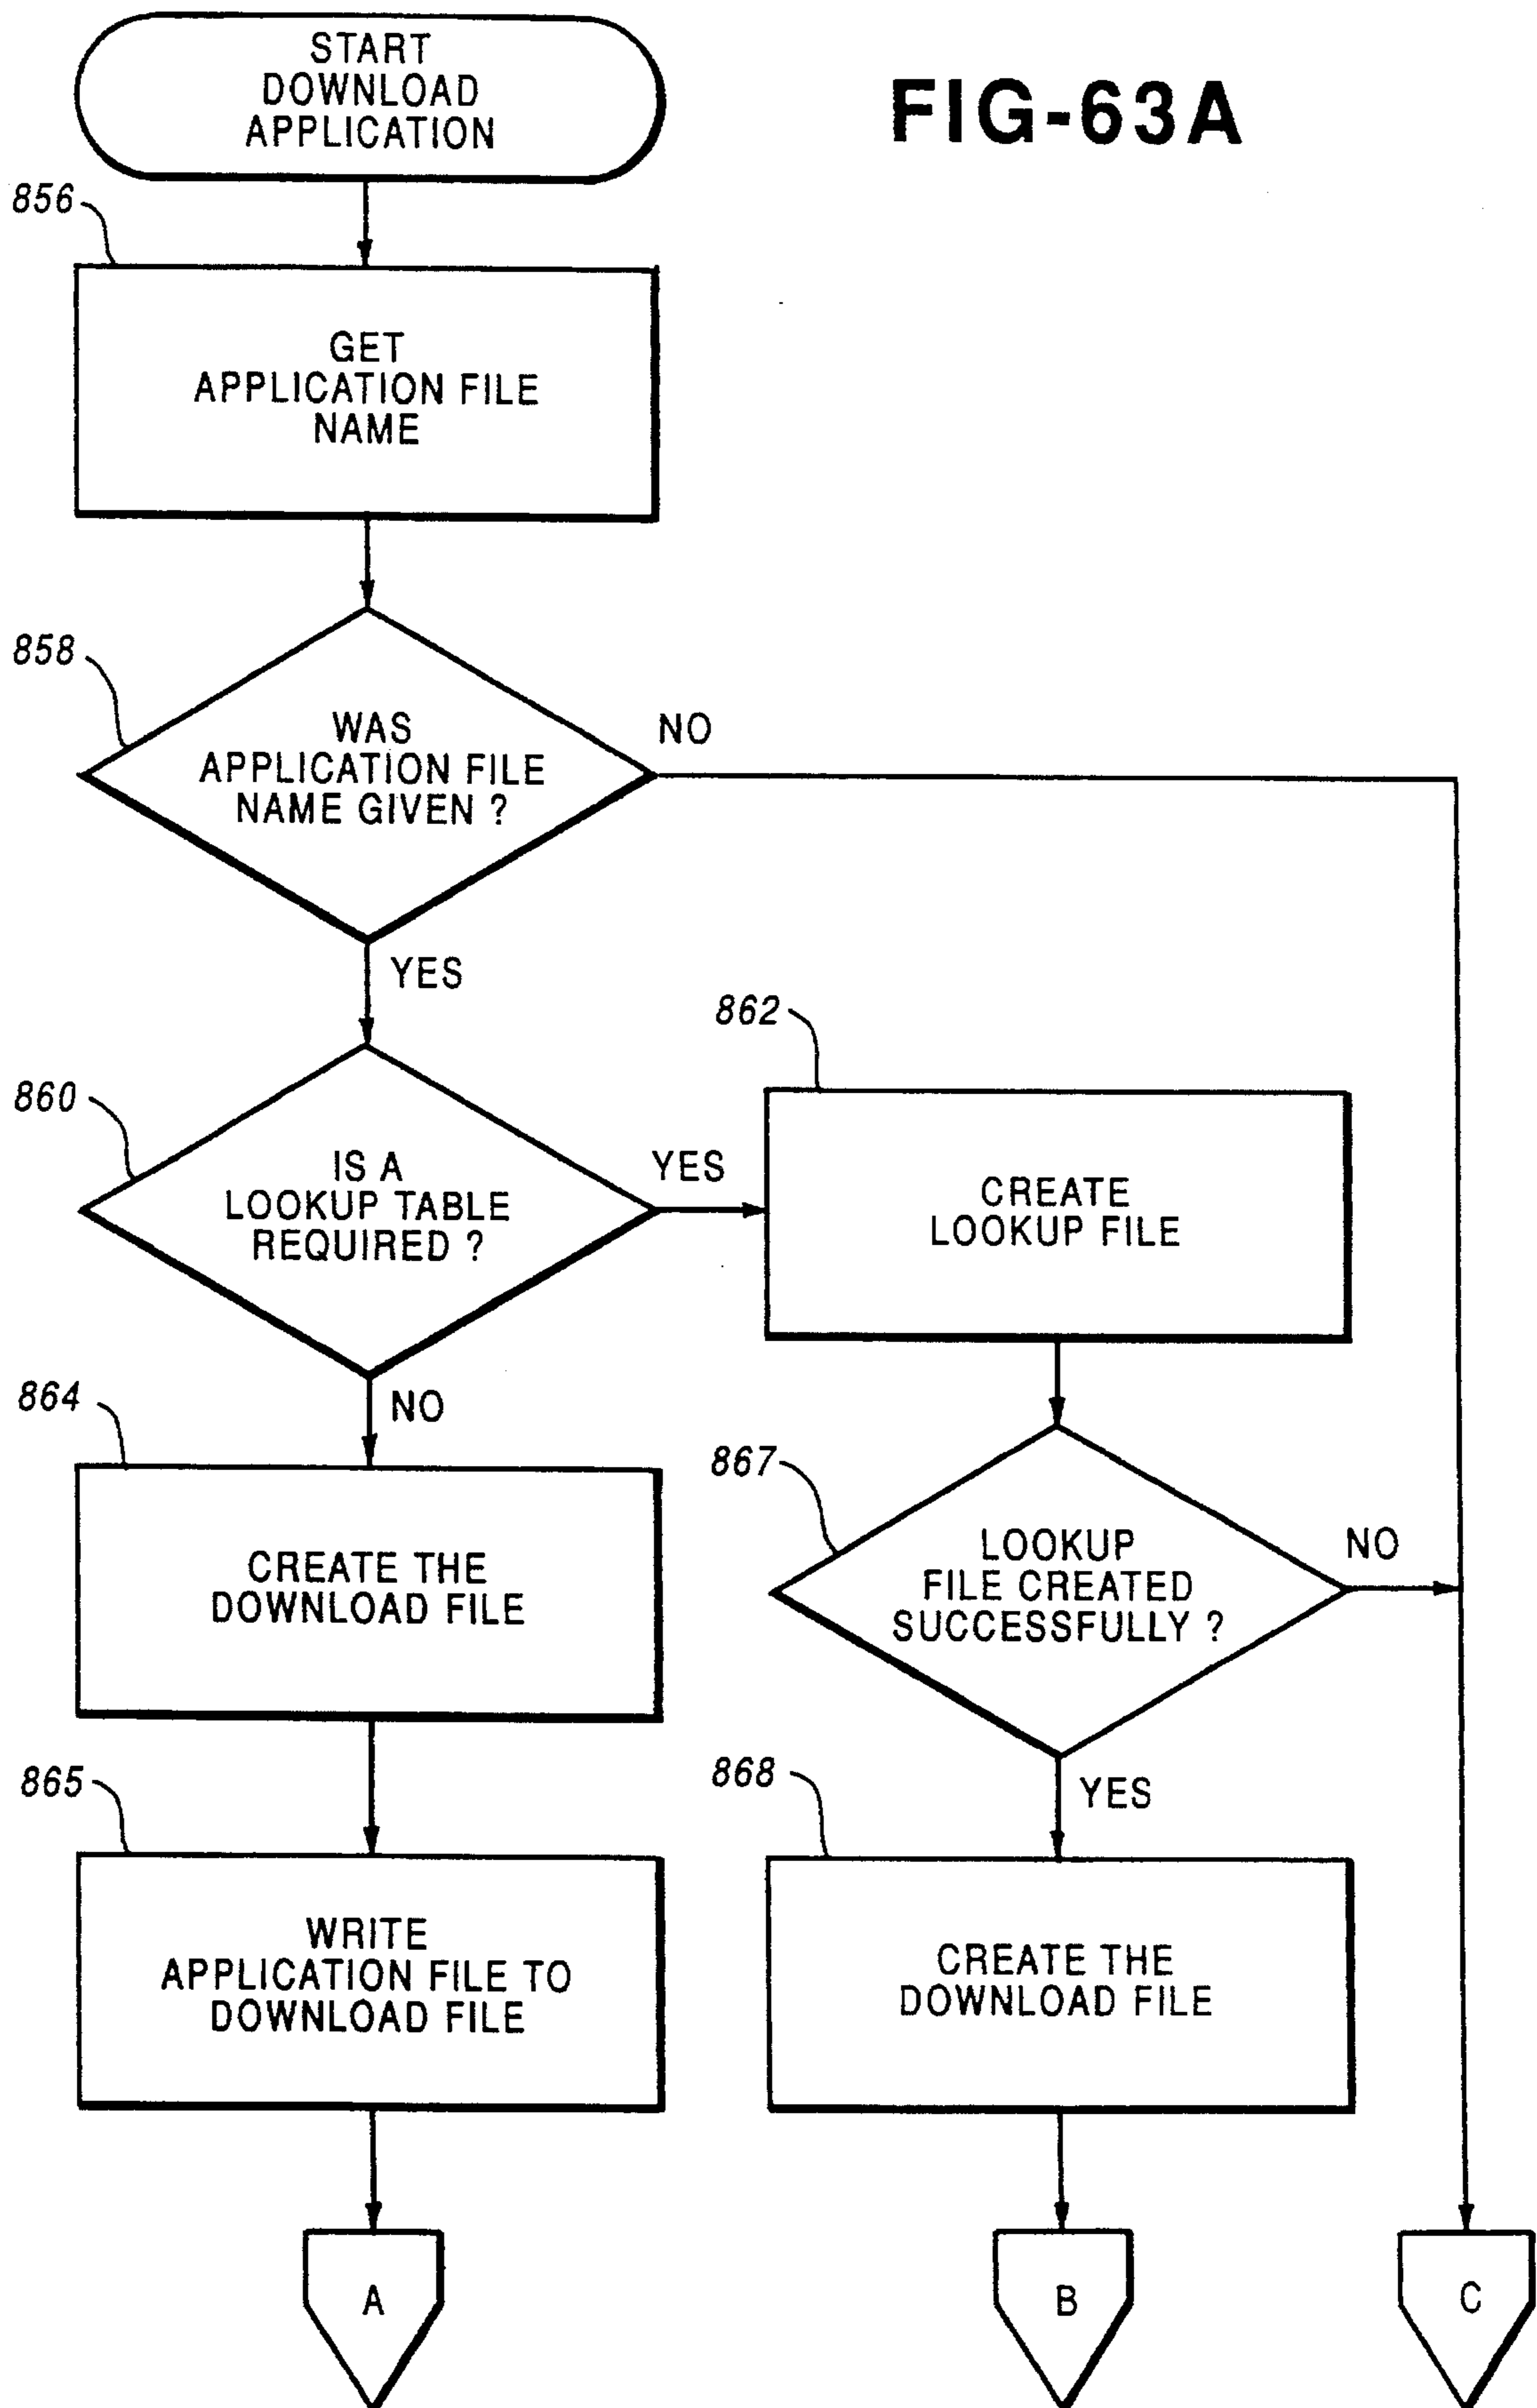 START
DOWNLOAD
APPLICATION
FIG-63A
856
GET
APPLICATION FILE
NAME
858
WAS
APPLICATION FILE
NAME GIVEN ?
NO
YES
860
IS A
LOOKUP TABLE
REQUIRED ?
YES
862
CREATE
LOOKUP FILE
NO
864
CREATE THE
DOWNLOAD FILE
867
LOOKUP
FILE CREATED
SUCCESSFULLY ?
NO
YES
865
WRITE
APPLICATION FILE TO
DOWNLOAD FILE
868
CREATE THE
DOWNLOAD FILE
A
B
C